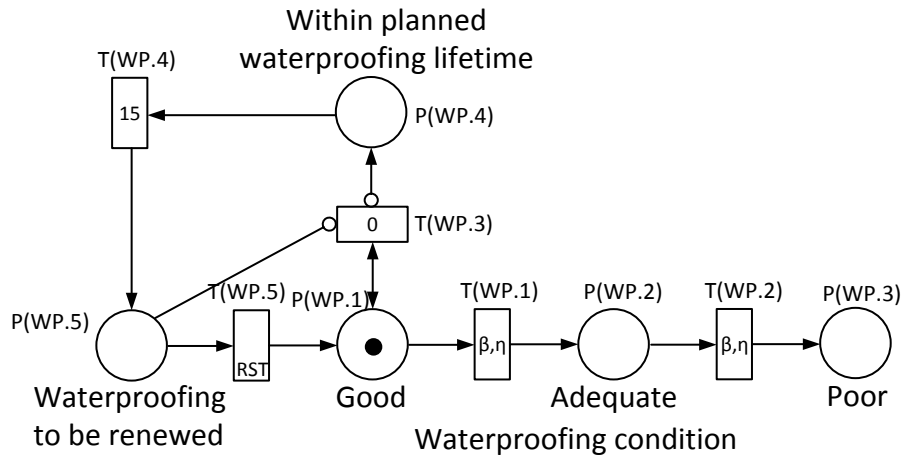 Within planned
waterproofing lifetime
T(WP.4)
15
P(WP.4)
0
T(WP.3)
T(WP.5)
P(WP.1)
T(WP.1)
P(WP.2)
T(WP.2)
P(WP.3)
P(WP.5)
RST
β,η
β,η
Waterproofing
to be renewed
Good
Adequate
Poor
Waterproofing condition